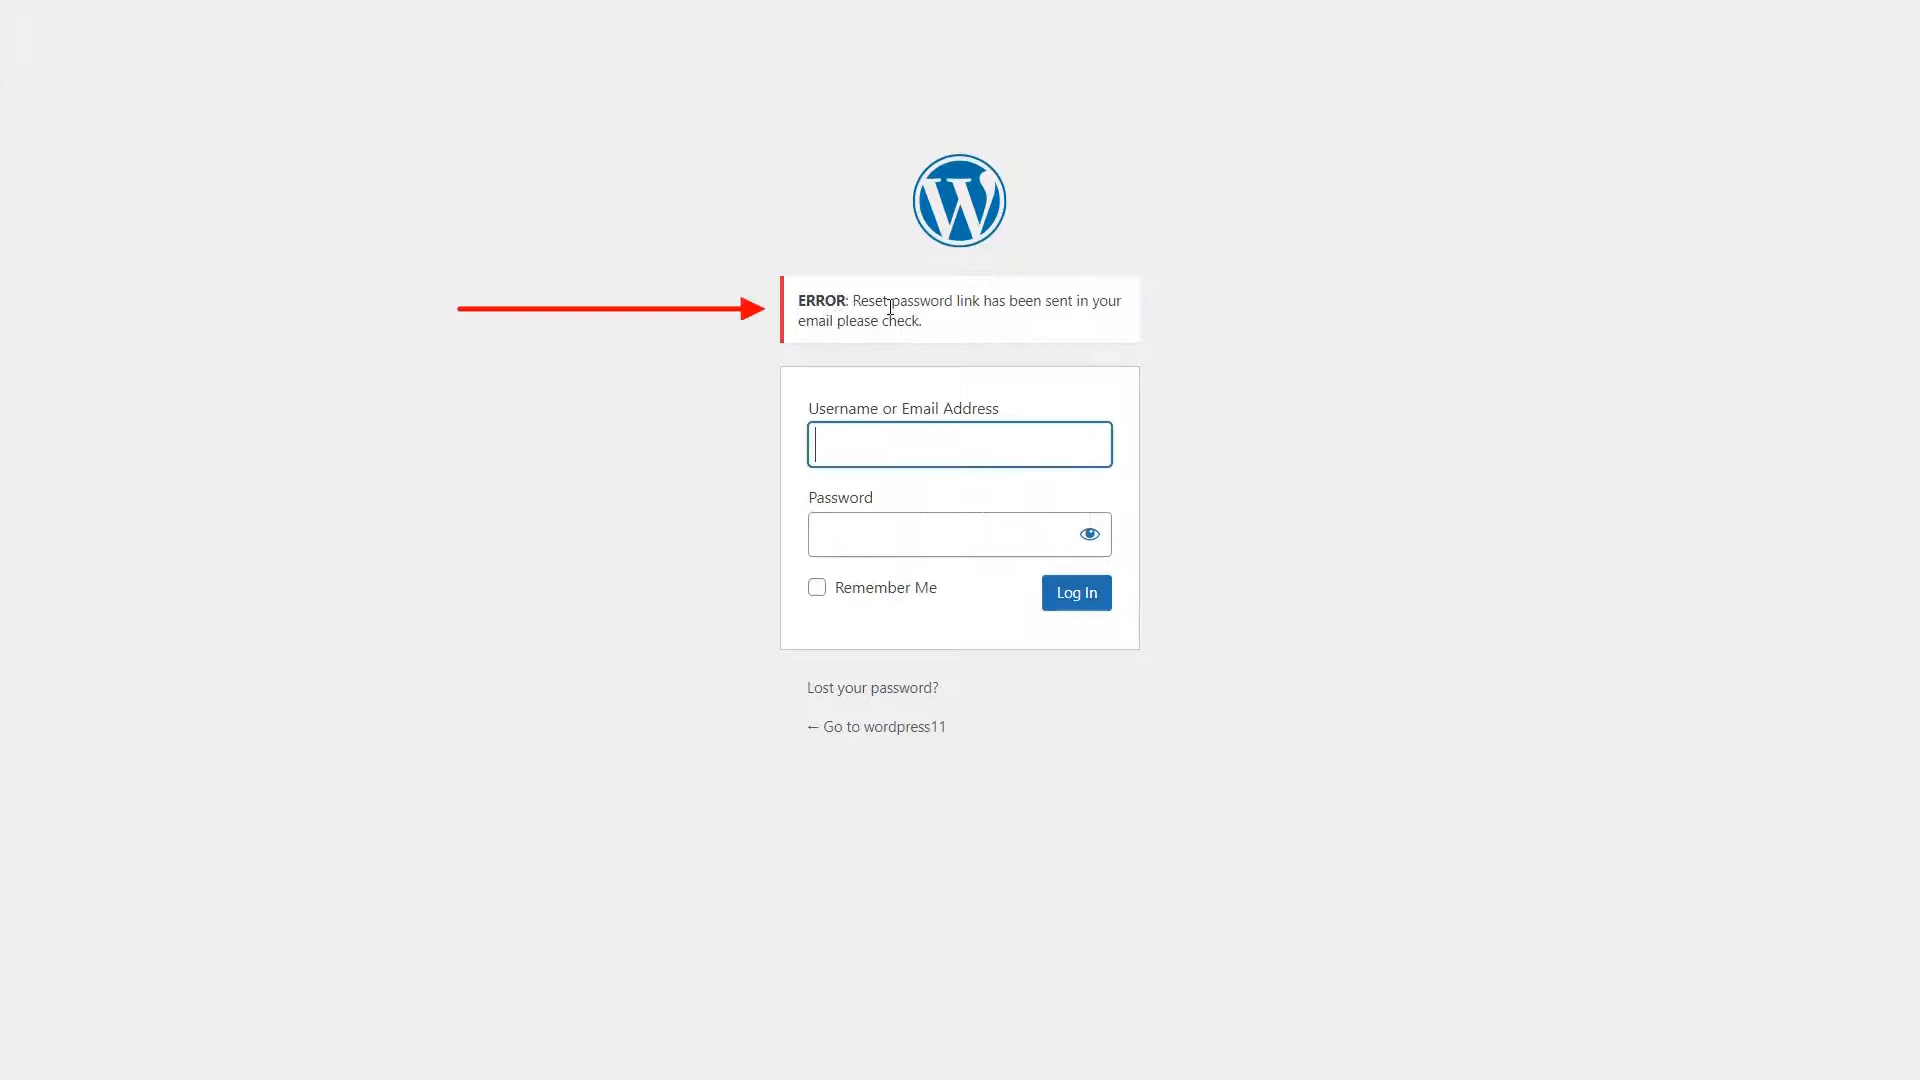 ERROR: Reset password link has been sent in your
email please check.
Username or Email Address
Password
Remember Me
Log In
Lost your password?
← Go to wordpress11